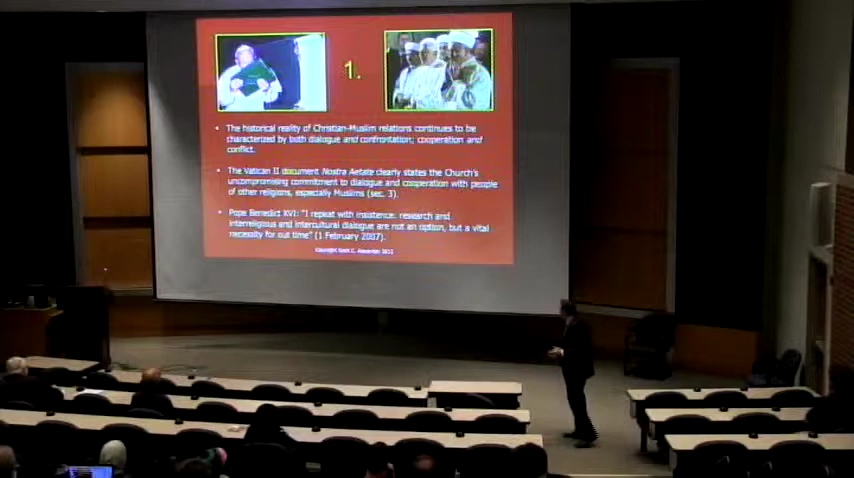 1.
• The historical reality of Christian-Muslim relations continues to be
characterized by both dialogue and confrontation; cooperation and
conflict.
• The Vatican II document Nostra Aetate clearly states the Church's
uncompromising commitment to dialogue and cooperation with people
of other religions, especially Muslims (sec. 3).
• Pope Benedict XVI: "I repeat with insistence: research and
interreligious and intercultural dialogue are not an option, but a vital
necessity for our time" (1 February 2007).
Copyright Scott C. Alexander